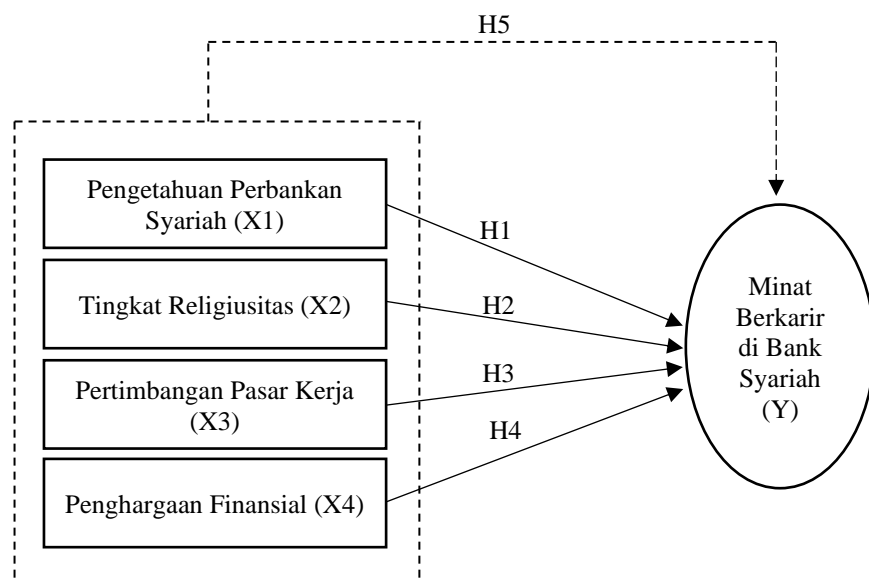 H5
Pengetahuan Perbankan
Syariah (X1)
H1
Tingkat Religiusitas (X2)
H2
Pertimbangan Pasar Kerja
(X3)
H3
Penghargaan Finansial (X4)
H4
Minat
Berkarir
di Bank
Syariah
(Y)